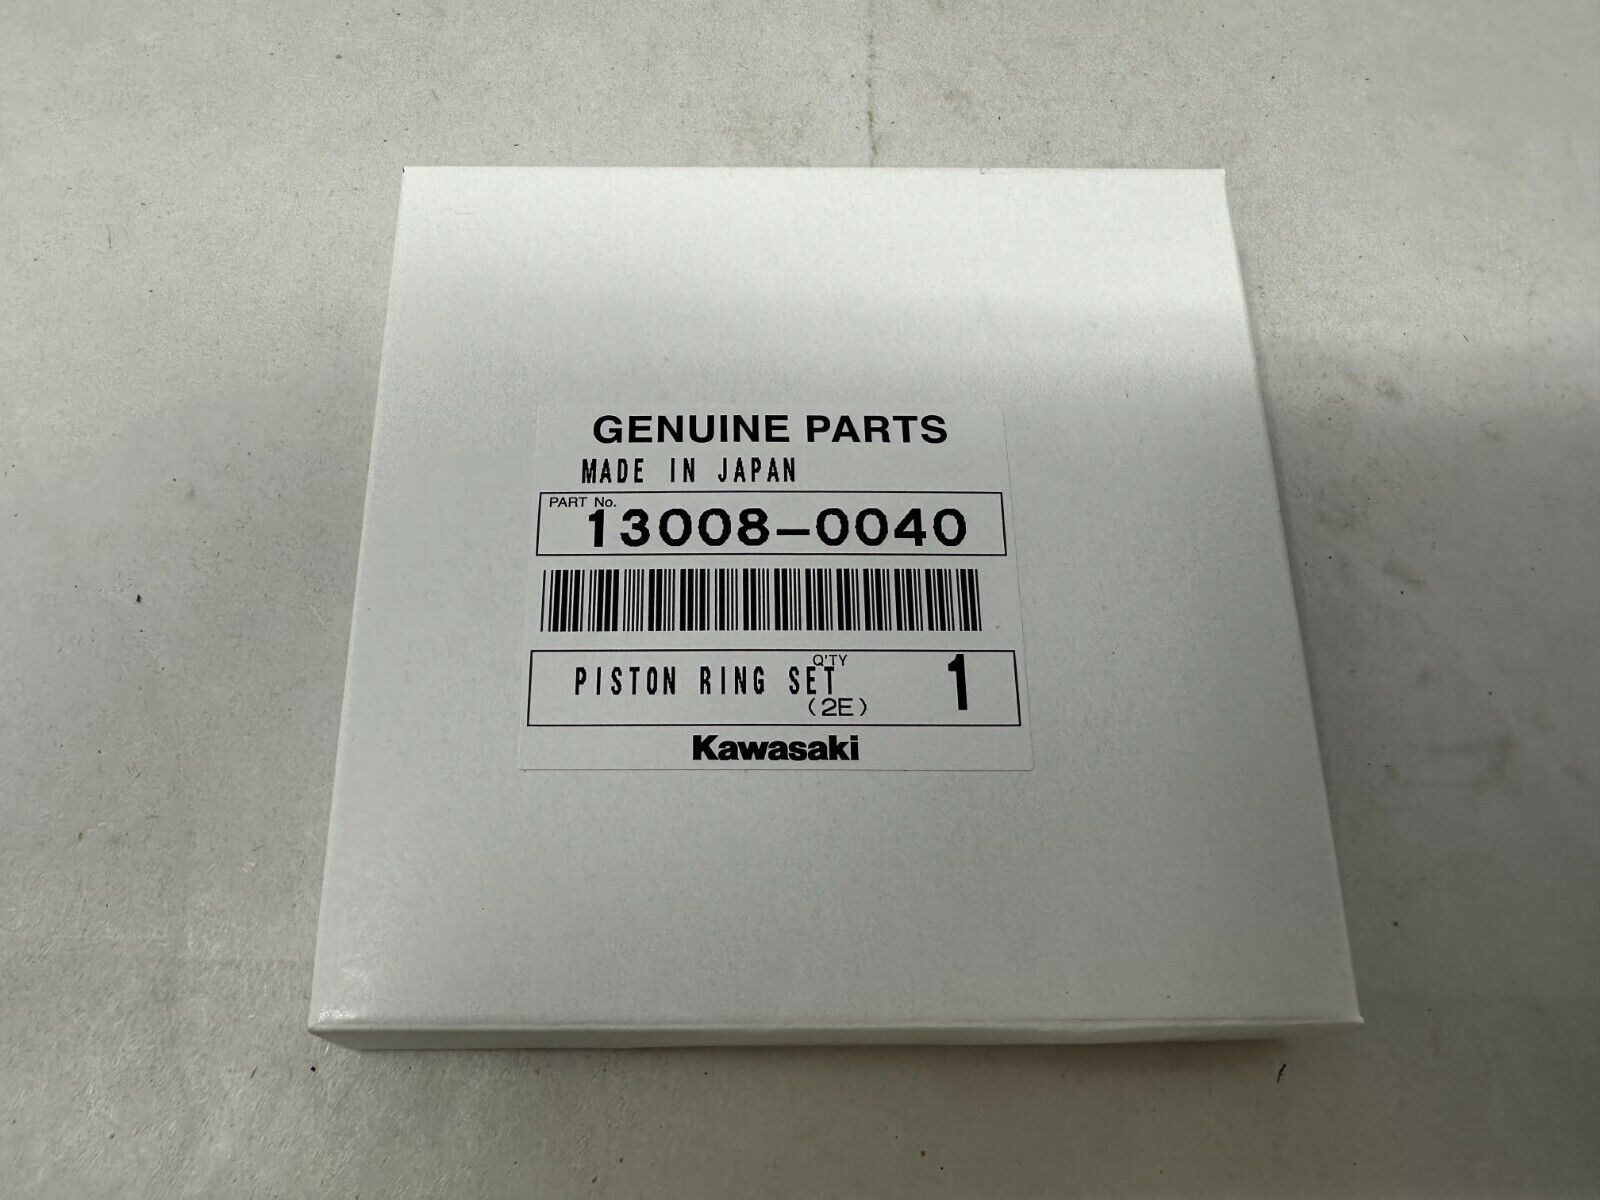 GENUINE PARTS
MADE IN JAPAN
PART No.
13008-0040
Q'TY
PISTON RING SET 1
(2E)
Kawasaki